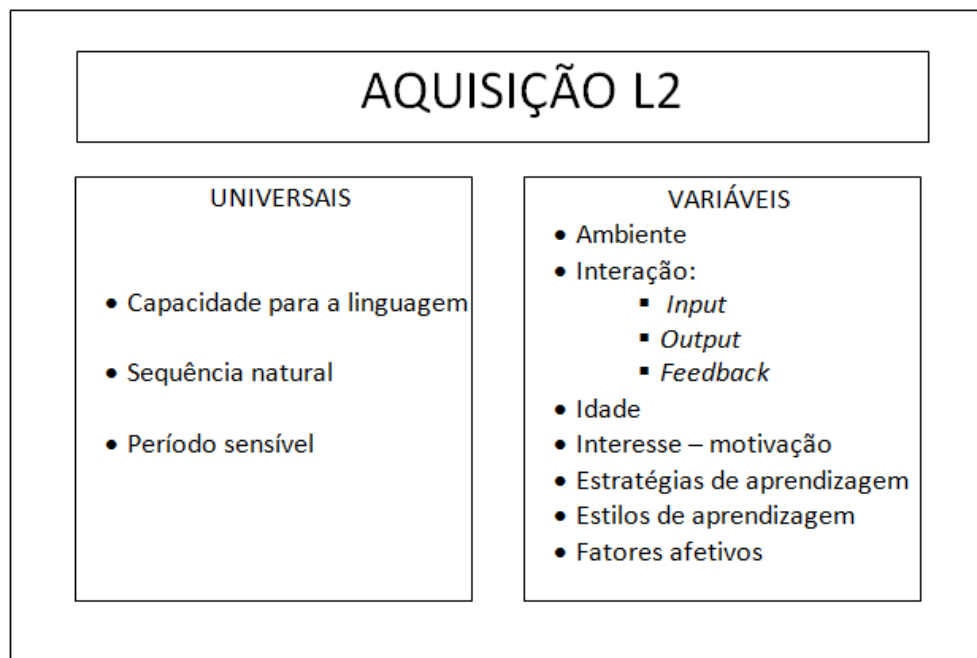 AQUISIÇÃO L2
UNIVERSAIS
• Capacidade para a linguagem
• Sequência natural
• Período sensível
VARIÁVEIS
• Ambiente
• Interação:
▪ Input
▪ Output
▪ Feedback
• Idade
• Interesse – motivação
• Estratégias de aprendizagem
• Estilos de aprendizagem
• Fatores afetivos